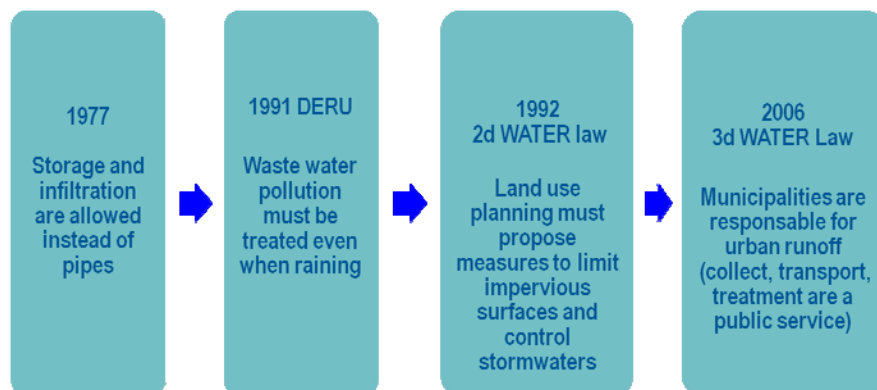 1977
Storage and
infiltration
are allowed
instead of
pipes
1991 DERU
Waste water
pollution
must be
treated even
when raining
1992
2d WATER law
Land use
planning must
propose
measures to limit
impervious
surfaces and
control
stormwaters
2006
3d WATER Law
Municipalities are
responsable for
urban runoff
(collect, transport,
treatment are a
public service)